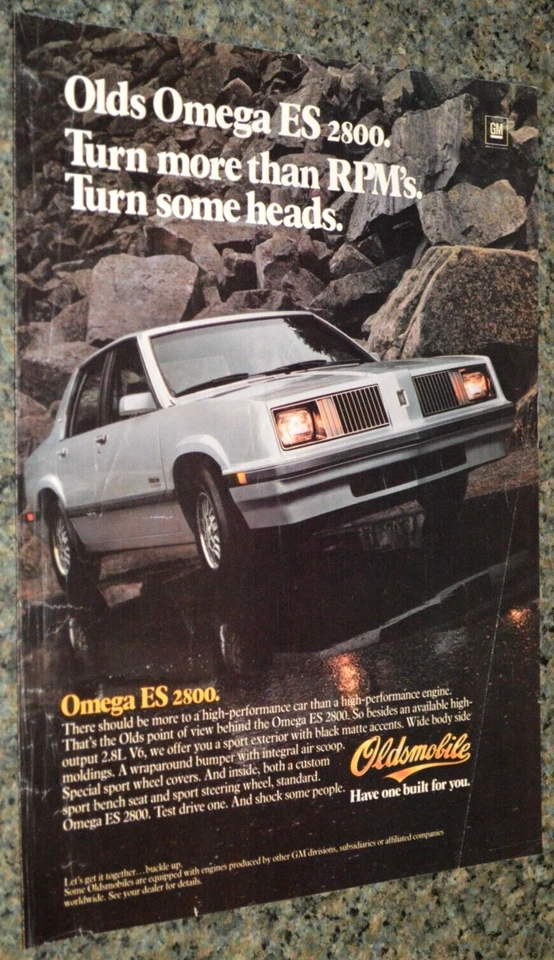 Olds Omega ES 2800.
Turn more than RPM's.
Turn some heads.
GM
Omega ES 2800.
There should be more to a high-performance car than a high-performance engine.
That's the Olds point of view behind the Omega ES 2800. So besides an available high-
output 2.8L V6, we offer you a sport exterior with black matte accents. Wide body side
moldings. A wraparound bumper with integral air scoop.
Special sport wheel covers. And inside, both a custom
sport bench seat and sport steering wheel, standard.
Omega ES 2800. Test drive one. And shock some people.
Oldsmobile
Have one built for you.
Let's get it together...buckle up.
Some Oldsmobiles are equipped with engines produced by other GM divisions, subsidiaries or affiliated companies
worldwide. See your dealer for details.